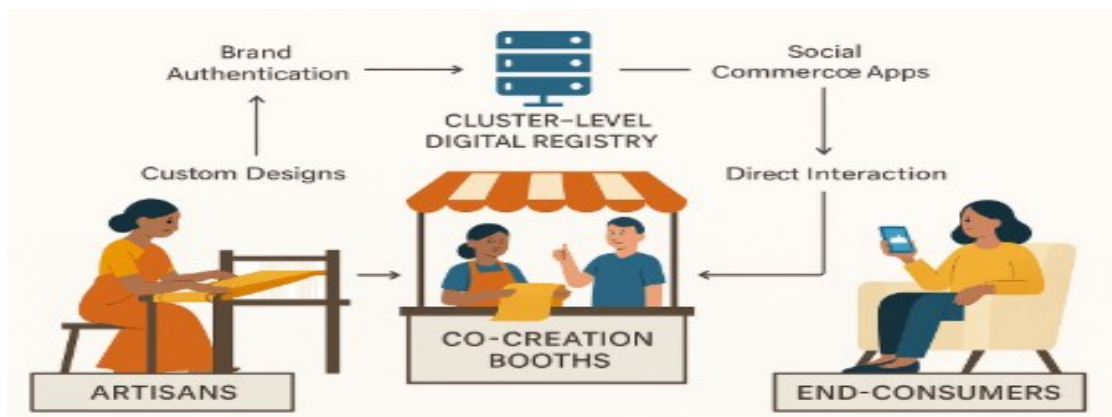 Brand
Authentication
CLUSTER-LEVEL
DIGITAL REGISTRY
Social
Commercoe Apps
Custom Designs
Direct Interaction
ARTISANS
CO-CREATION
BOOTHS
END-CONSUMERS